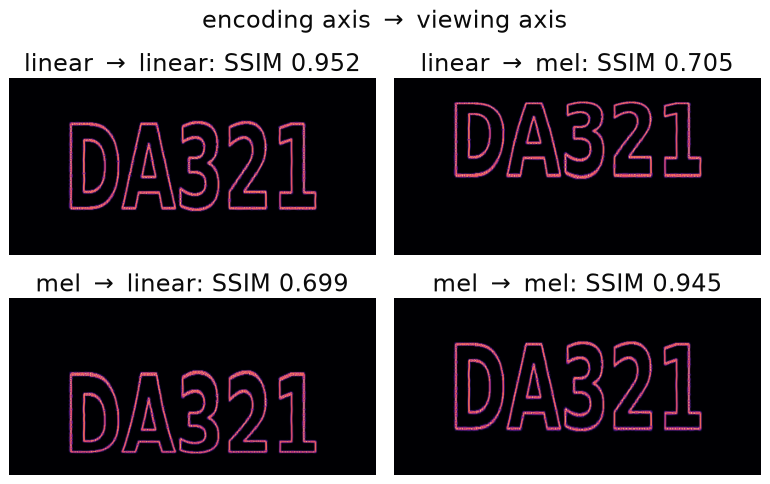 encoding axis → viewing axis
linear → linear: SSIM 0.952
linear → mel: SSIM 0.705
DA321
DA321
mel → linear: SSIM 0.699
mel → mel: SSIM 0.945
DA321
DA321